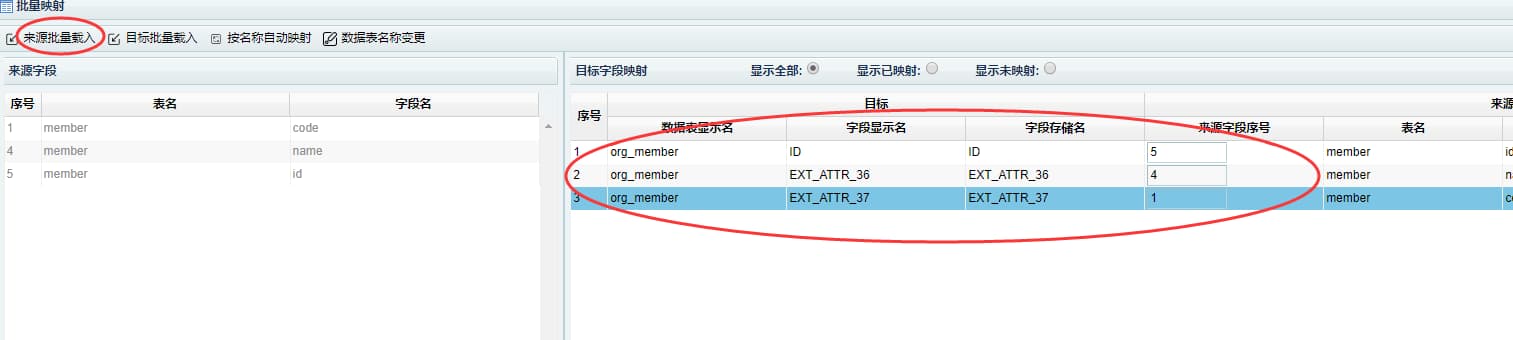 批量映射
来源批量载入 目标批量载入 按名称自动映射 数据表名称变更
来源字段
序号 表名 字段名
1 member code
4 member name
5 member id
目标字段映射 显示全部: 显示已映射: 显示未映射:
序号 目标 来源
数据表显示名 字段显示名 字段存储名 来源字段序号 表名
1 org_member ID ID 5 member id
2 org_member EXT_ATTR_36 EXT_ATTR_36 4 member
3 org_member EXT_ATTR_37 EXT_ATTR_37 1 member